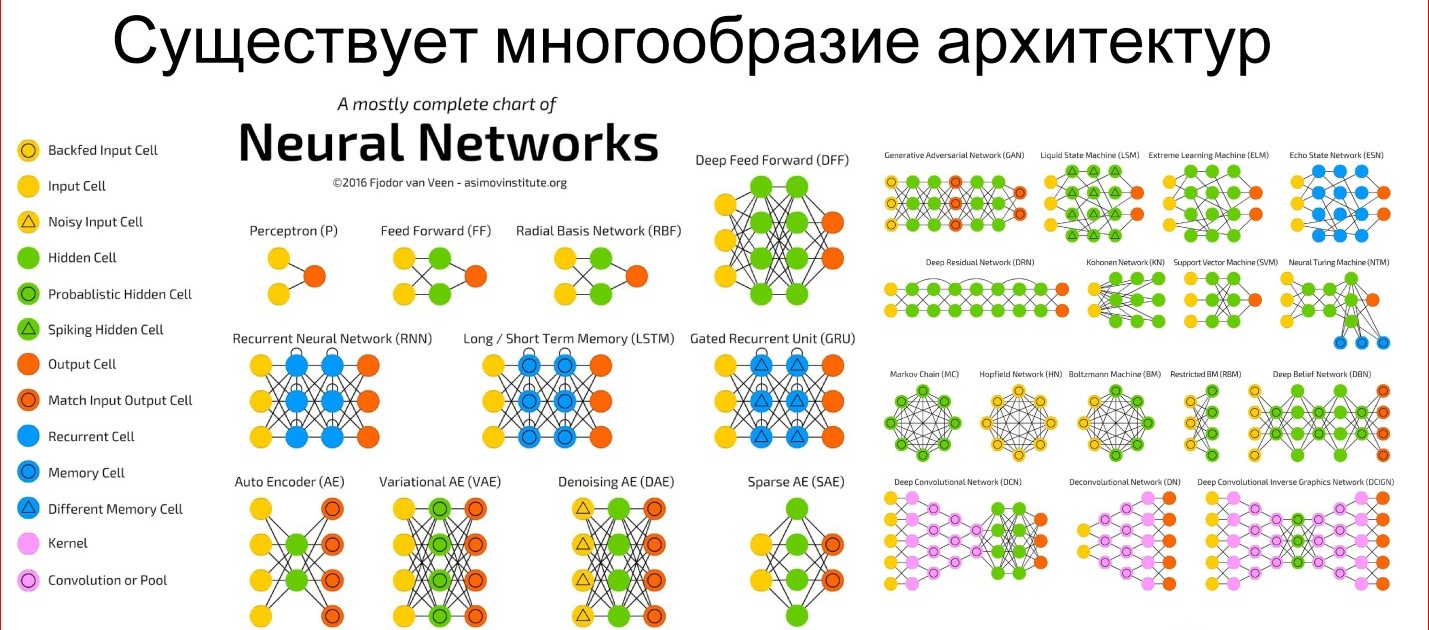 Существует многообразие архитектур
A mostly complete chart of
Neural Networks
©2016 Fjodor van Veen - asimovinstitute.org
Backfed Input Cell
Input Cell
Noisy Input Cell
Hidden Cell
Probablistic Hidden Cell
Spiking Hidden Cell
Output Cell
Match Input Output Cell
Recurrent Cell
Memory Cell
Different Memory Cell
Kernel
Convolution or Pool
Perceptron (P)
Feed Forward (FF)
Radial Basis Network (RBF)
Deep Feed Forward (DFF)
Recurrent Neural Network (RNN)
Long / Short Term Memory (LSTM)
Gated Recurrent Unit (GRU)
Auto Encoder (AE)
Variational AE (VAE)
Denoising AE (DAE)
Sparse AE (SAE)
Generative Adversarial Network (GAN)
Liquid State Machine (LSM)
Extreme Learning Machine (ELM)
Echo State Network (ESN)
Deep Residual Network (DRN)
Kohonen Network (KN)
Support Vector Machine (SVM)
Neural Turing Machine (NTM)
Markov Chain (MC)
Hopfield Network (HN)
Boltzmann Machine (BM)
Restricted BM (RBM)
Deep Belief Network (DBN)
Deep Convolutional Network (DCN)
Deconvolutional Network (DN)
Deep Convolutional Inverse Graphics Network (DCIGN)